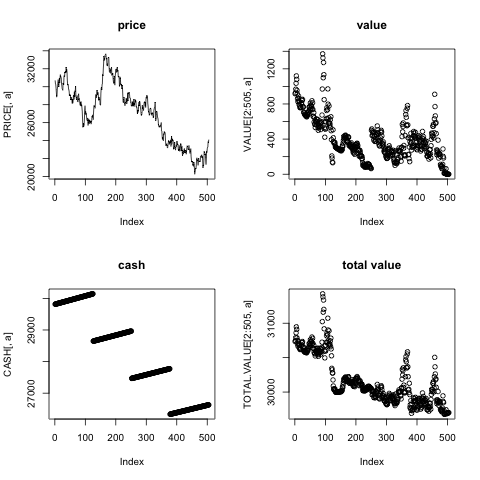 price
PRICE[, a]
20000 26000 32000
0 100 200 300 400 500
Index
value
VALUE[2:505, a]
0 400 800 1200
0 100 200 300 400 500
Index
cash
CASH[, a]
27000 29000
0 100 200 300 400 500
Index
total value
TOTAL.VALUE[2:505, a]
30000 31000
0 100 200 300 400 500
Index